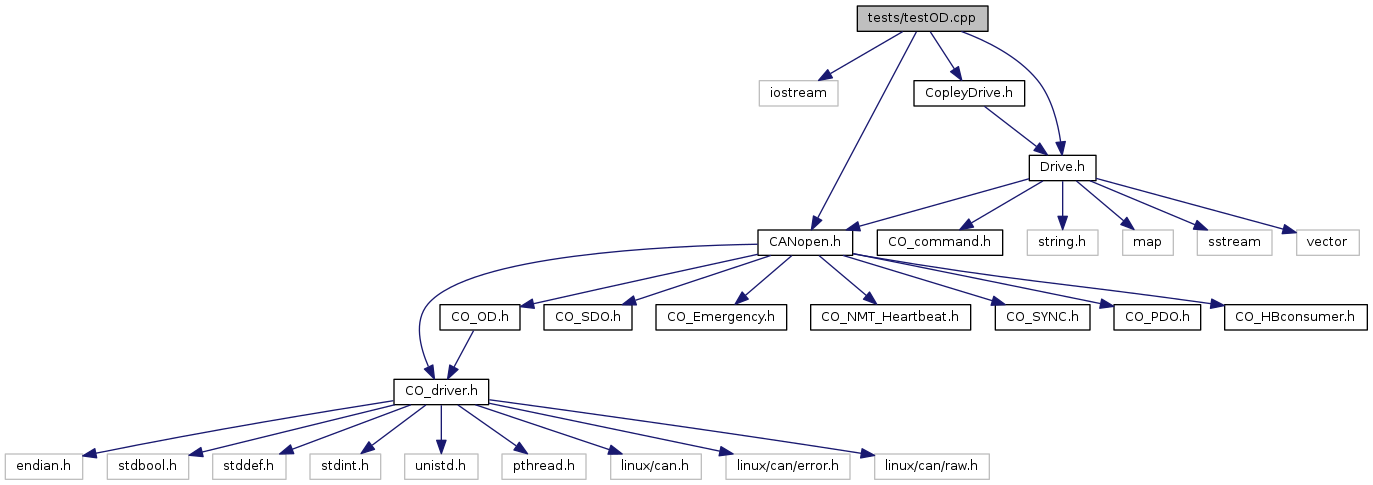 tests/testOD.cpp
iostream
CopleyDrive.h
Drive.h
CANopen.h
CO_command.h
string.h
map
sstream
vector
CO_OD.h
CO_SDO.h
CO_Emergency.h
CO_NMT_Heartbeat.h
CO_SYNC.h
CO_PDO.h
CO_HBconsumer.h
CO_driver.h
endian.h
stdbool.h
stddef.h
stdint.h
unistd.h
pthread.h
linux/can.h
linux/can/error.h
linux/can/raw.h